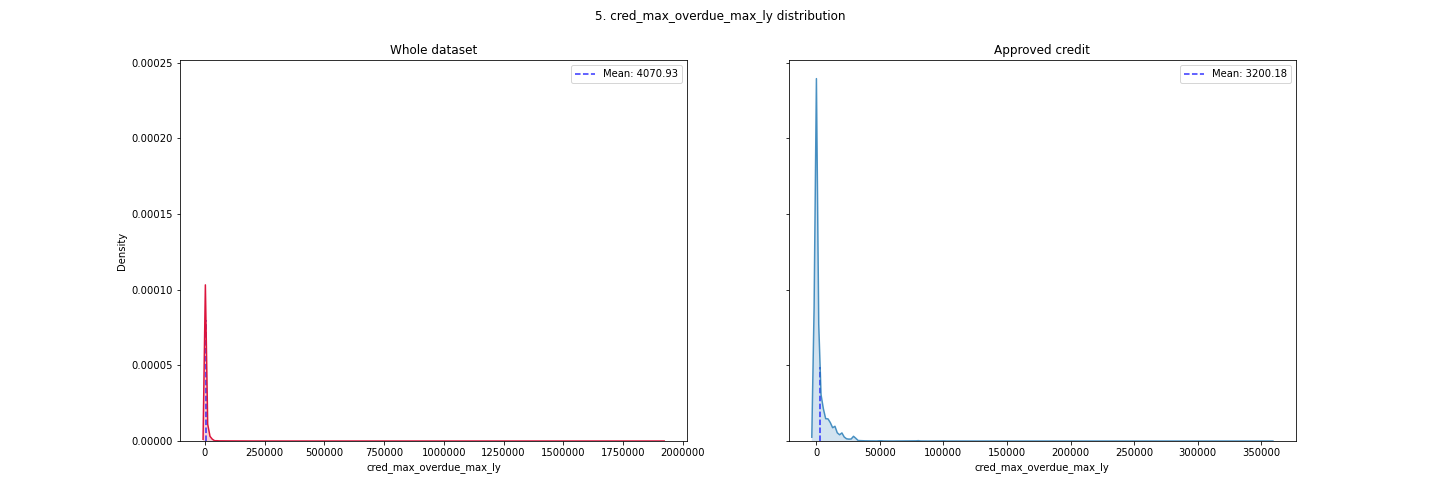 5. cred_max_overdue_max_ly distribution
Whole dataset
Mean: 4070.93
0.00025
0.00020
0.00015
0.00010
0.00005
0.00000
Density
0 250000 500000 750000 1000000 1250000 1500000 1750000 2000000
cred_max_overdue_max_ly
Approved credit
Mean: 3200.18
0 50000 100000 150000 200000 250000 300000 350000
cred_max_overdue_max_ly